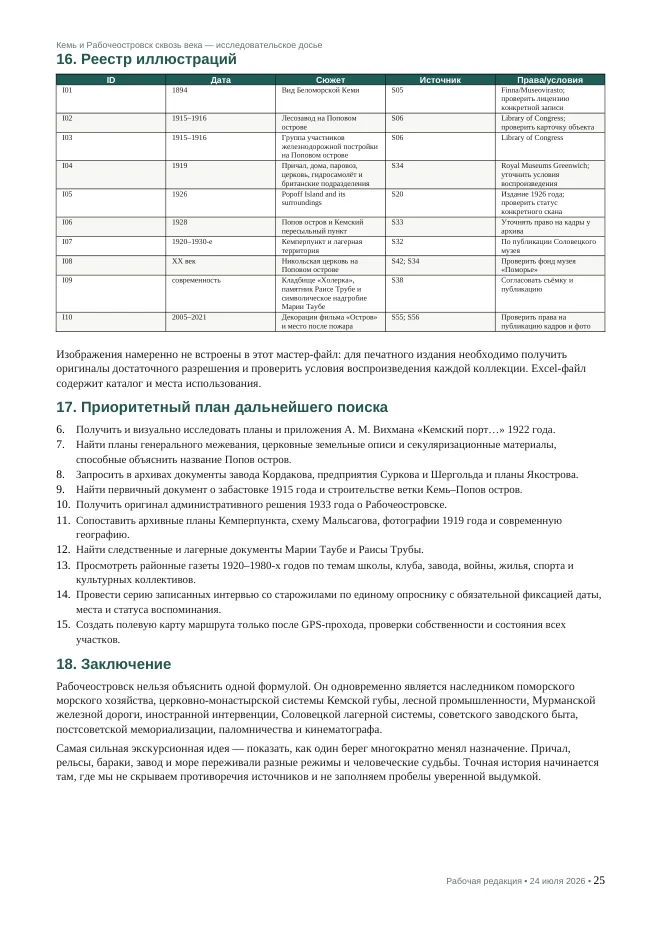 Кемь и Рабочеостровск сквозь века — исследовательское досье
16. Реестр иллюстраций
ID Дата Сюжет Источник Права/условия
I01 1894 Вид Беломорской Кеми S05 Finna/Museovirasto;
проверить лицензию
конкретной записи
I02 1915–1916 Лесозавод на Поповом S06 Library of Congress;
острове проверить карточку объекта
I03 1915–1916 Группа участников S06 Library of Congress
железнодорожной постройки
на Поповом острове
I04 1919 Причал, дома, паровоз, S34 Royal Museums Greenwich;
церковь, гидросамолёт и уточнить условия
британские подразделения воспроизведения
I05 1926 Popoff Island and its S20 Издание 1926 года;
surroundings проверить статус
конкретного скана
I06 1928 Попов остров и Кемский S33 Уточнять право на кадры у
пересыльный пункт архива
I07 1920–1930-е Кемперпункт и лагерная S32 По публикации Соловецкого
территория музея
I08 XX век Никольская церковь на S42; S34 Проверить фонд музея
Поповом острове «Поморье»
I09 современность Кладбище «Холерка», S38 Согласовать съёмку и
памятник Раисе Трубе и публикацию
символическое надгробие
Марии Таубе
I10 2005–2021 Декорации фильма «Остров» S55; S56 Проверить права на
и место после пожара публикацию кадров и фото
Изображения намеренно не встроены в этот мастер-файл: для печатного издания необходимо получить
оригиналы достаточного разрешения и проверить условия воспроизведения каждой коллекции. Excel-файл
содержит каталог и места использования.
17. Приоритетный план дальнейшего поиска
6. Получить и визуально исследовать планы и приложения А. М. Вихмана «Кемский порт…» 1922 года.
7. Найти планы генерального межевания, церковные земельные описи и секуляризационные материалы,
способные объяснить название Попов остров.
8. Запросить в архивах документы завода Кордакова, предприятия Суркова и Шергольда и планы Якострова.
9. Найти первичный документ о забастовке 1915 года и строительстве ветки Кемь–Попов остров.
10. Получить оригинал административного решения 1933 года о Рабочеостровске.
11. Сопоставить архивные планы Кемперпункта, схему Мальсагова, фотографии 1919 года и современную
географию.
12. Найти следственные и лагерные документы Марии Таубе и Раисы Трубы.
13. Просмотреть районные газеты 1920–1980-х годов по темам школы, клуба, завода, войны, жилья, спорта и
культурных коллективов.
14. Провести серию записанных интервью со старожилами по единому опроснику с обязательной фиксацией даты,
места и статуса воспоминания.
15. Создать полевую карту маршрута только после GPS-прохода, проверки собственности и состояния всех
участков.
18. Заключение
Рабочеостровск нельзя объяснить одной формулой. Он одновременно является наследником поморского
морского хозяйства, церковно-монастырской системы Кемской губы, лесной промышленности, Мурманской
железной дороги, иностранной интервенции, Соловецкой лагерной системы, советского заводского быта,
постсоветской мемориализации, паломничества и кинематографа.
Самая сильная экскурсионная идея — показать, как один берег многократно менял назначение. Причал,
рельсы, бараки, завод и море переживали разные режимы и человеческие судьбы. Точная история начинается
там, где мы не скрываем противоречия источников и не заполняем пробелы уверенной выдумкой.
Рабочая редакция • 24 июля 2026 • 25